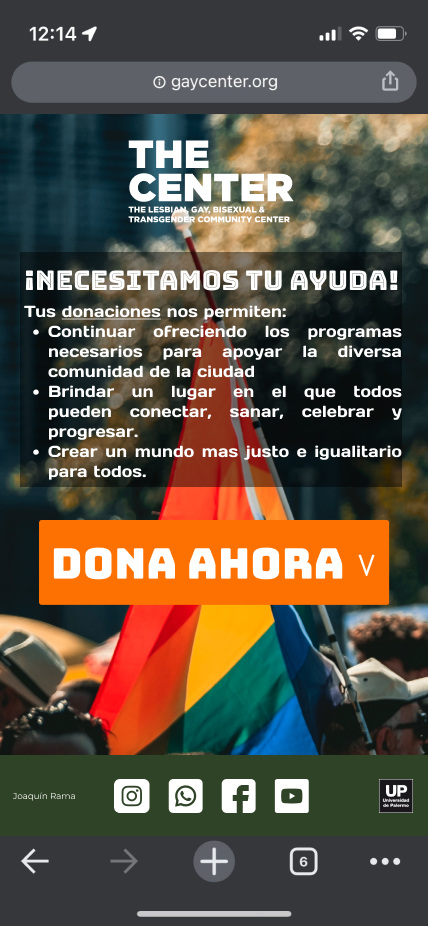 12:14
gaycenter.org
THE
CENTER
THE LESBIAN, GAY, BISEXUAL &
TRANSGENDER COMMUNITY CENTER
¡NECESITAMOS TU AYUDA!
Tus donaciones nos permiten:
• Continuar ofreciendo los programas
necesarios para apoyar la diversa
comunidad de la ciudad
• Brindar un lugar en el que todos
pueden conectar, sanar, celebrar y
progresar.
• Crear un mundo mas justo e igualitario
para todos.
DONA AHORA V
Joaquín Rama
UP
Universidad
de Palermo
6